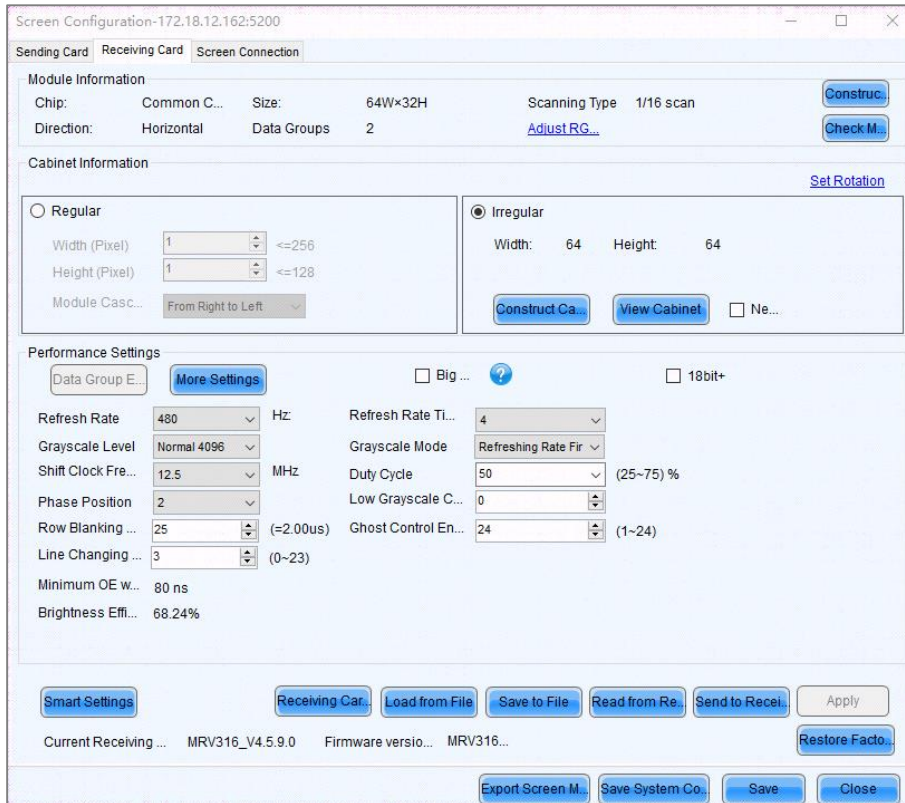 Screen Configuration-172.18.12.162:5200
Sending Card Receiving Card Screen Connection
Module Information
Chip: Common C... Size: 64W×32H Scanning Type 1/16 scan Construc...
Direction: Horizontal Data Groups 2 Adjust RG... Check M...
Cabinet Information
Set Rotation
Regular Irregular
Width (Pixel) 1 <=256 Width: 64 Height: 64
Height (Pixel) 1 <=128
Module Casc... From Right to Left Construct Ca... View Cabinet Ne...
Performance Settings
Data Group E... More Settings Big ... ? 18bit+
Refresh Rate 480 Hz: Refresh Rate Ti... 4
Grayscale Level Normal 4096 Grayscale Mode Refreshing Rate Fir
Shift Clock Fre... 12.5 MHz Duty Cycle 50 (25~75) %
Phase Position 2 Low Grayscale C... 0
Row Blanking ... 25 (=2.00us) Ghost Control En... 24 (1~24)
Line Changing ... 3 (0~23)
Minimum OE w... 80 ns
Brightness Effi... 68.24%
Smart Settings Receiving Car... Load from File Save to File Read from Re... Send to Recei... Apply
Current Receiving ... MRV316_V4.5.9.0 Firmware versio... MRV316... Restore Facto...
Export Screen M... Save System Co... Save Close